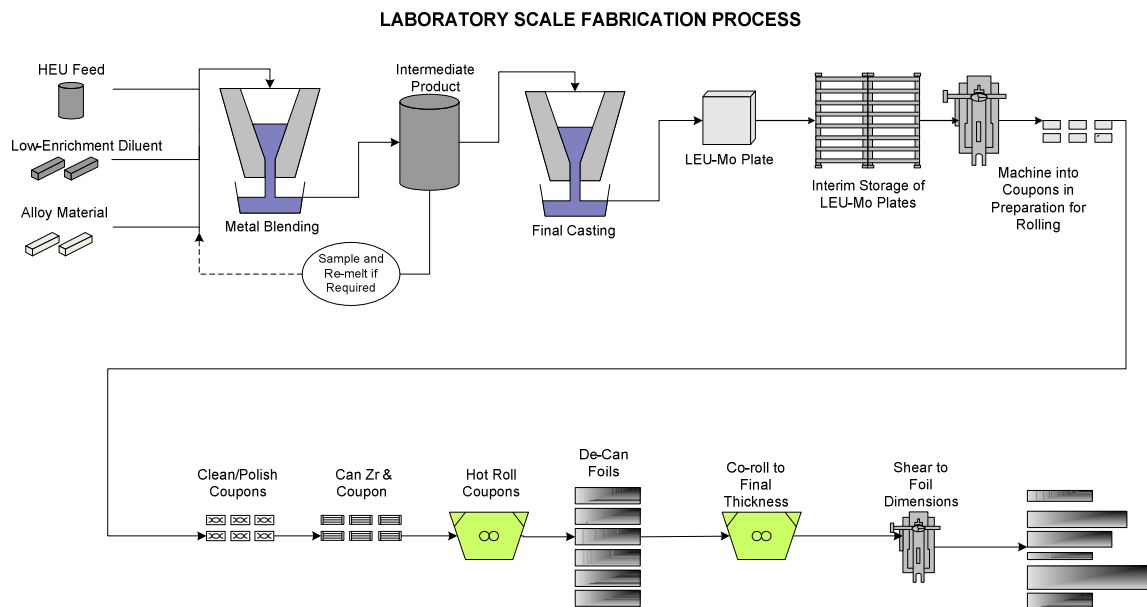 LABORATORY SCALE FABRICATION PROCESS
HEU Feed
Low-Enrichment Diluent
Alloy Material
Metal Blending
Intermediate
Product
Sample and
Re-melt if
Required
Final Casting
LEU-Mo Plate
Interim Storage of
LEU-Mo Plates
Machine into
Coupons in
Preparation for
Rolling
Clean/Polish
Coupons
Can Zr &
Coupon
Hot Roll
Coupons
De-Can
Foils
Co-roll to
Final
Thickness
Shear to
Foil
Dimensions